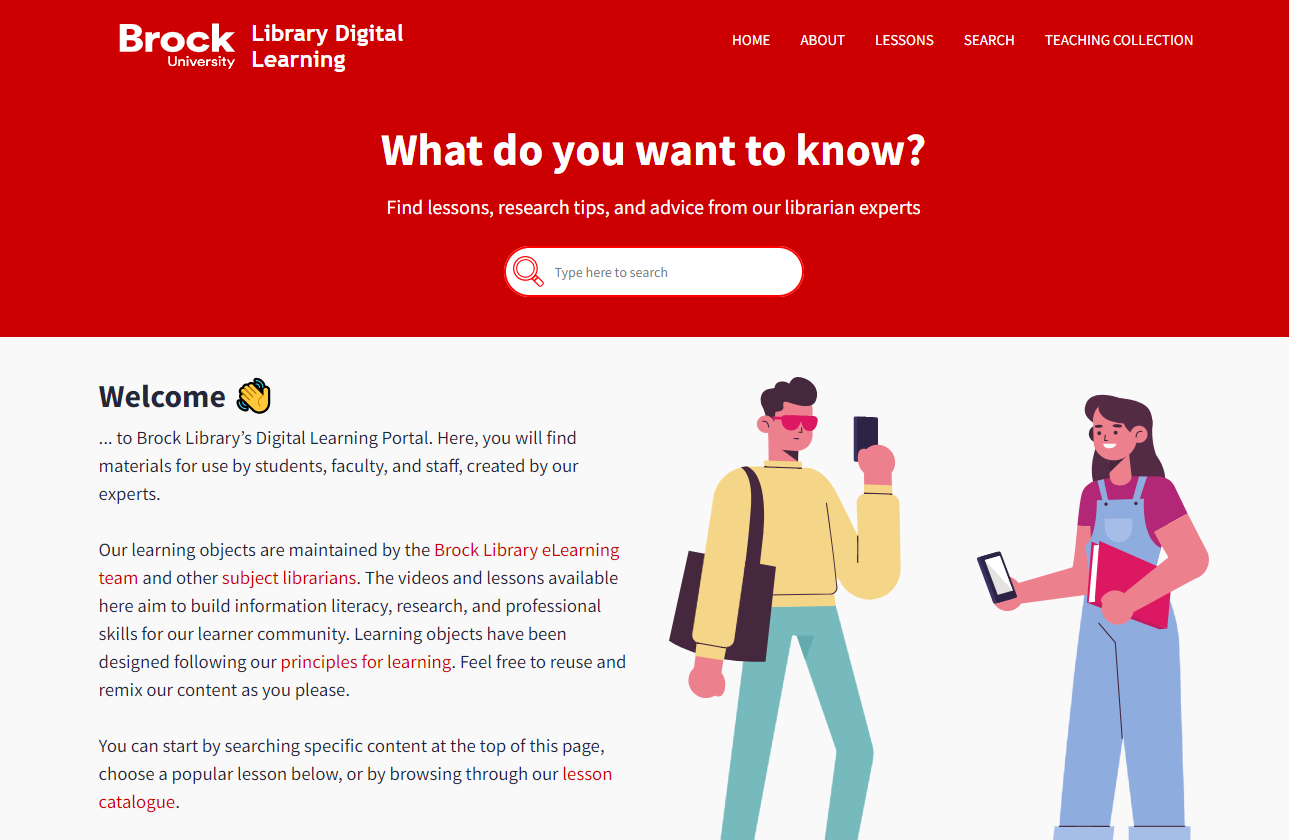 Brock
University
Library Digital
Learning
HOME ABOUT LESSONS SEARCH TEACHING COLLECTION
What do you want to know?
Find lessons, research tips, and advice from our librarian experts
Type here to search
Welcome 👋
... to Brock Library’s Digital Learning Portal. Here, you will find
materials for use by students, faculty, and staff, created by our
experts.
Our learning objects are maintained by the Brock Library eLearning
team and other subject librarians. The videos and lessons available
here aim to build information literacy, research, and professional
skills for our learner community. Learning objects have been
designed following our principles for learning. Feel free to reuse and
remix our content as you please.
You can start by searching specific content at the top of this page,
choose a popular lesson below, or by browsing through our lesson
catalogue.